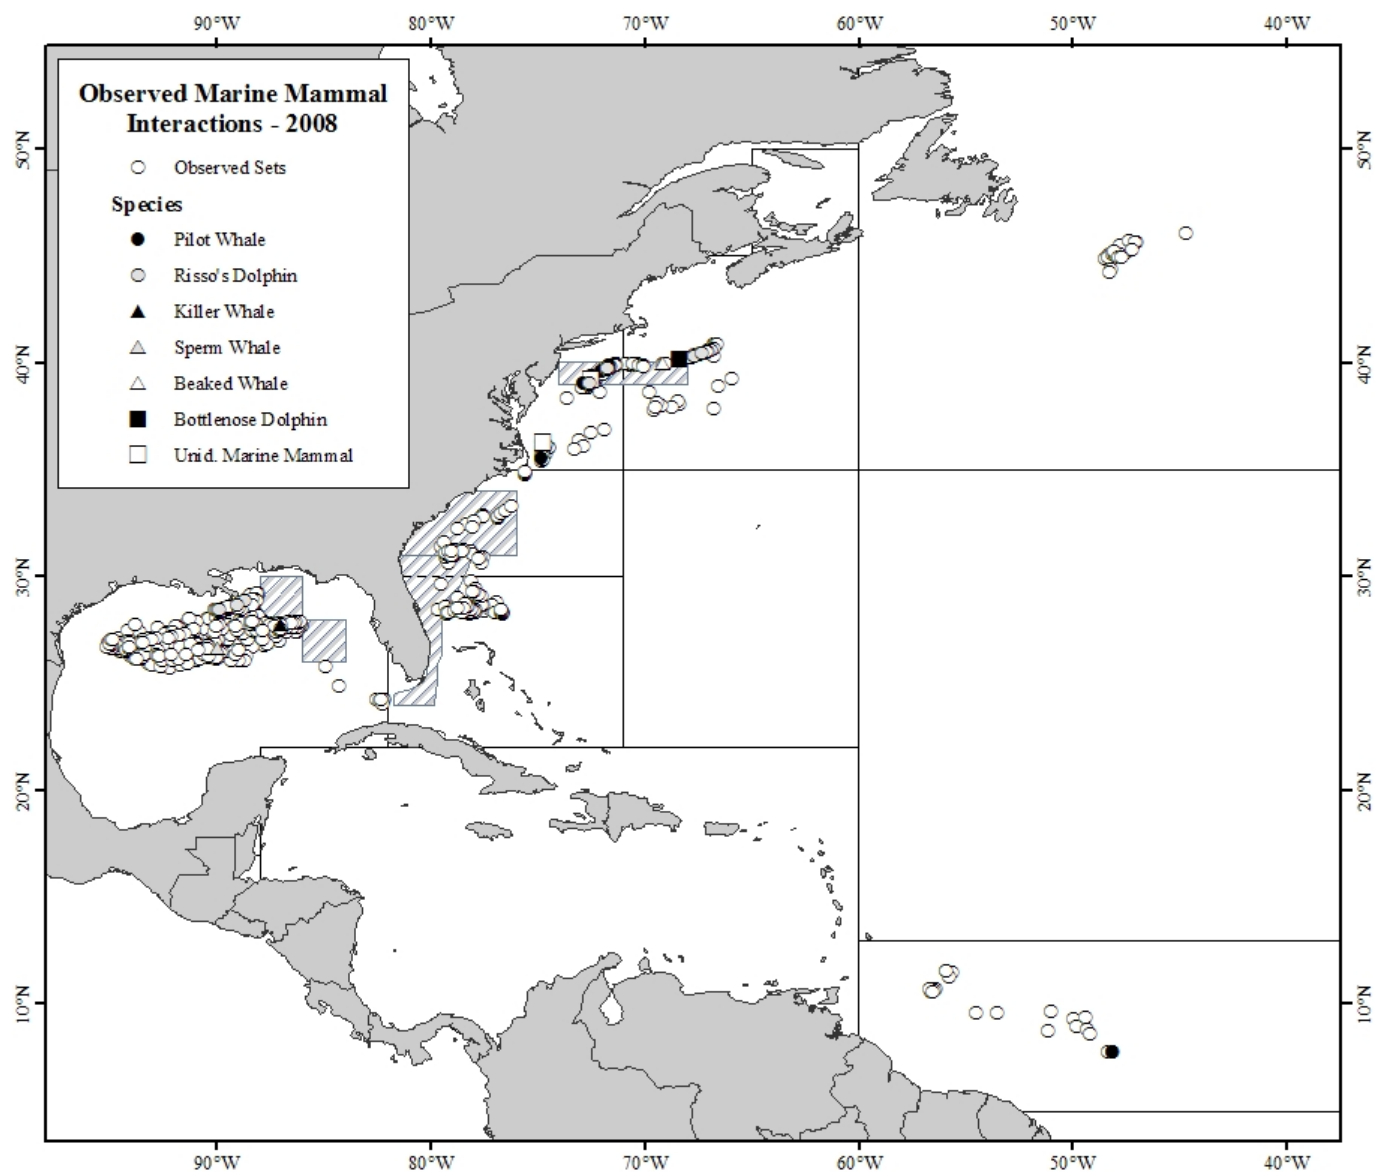 90°W 80°W 70°W 60°W 50°W 40°W
Observed Marine Mammal
Interactions - 2008
Observed Sets
Species
Pilot Whale
Risso's Dolphin
Killer Whale
Sperm Whale
Beaked Whale
Bottlenose Dolphin
Unid. Marine Mammal
50°N 50°N
40°N 40°N
30°N 30°N
20°N 20°N
10°N 10°N
90°W 80°W 70°W 60°W 50°W 40°W